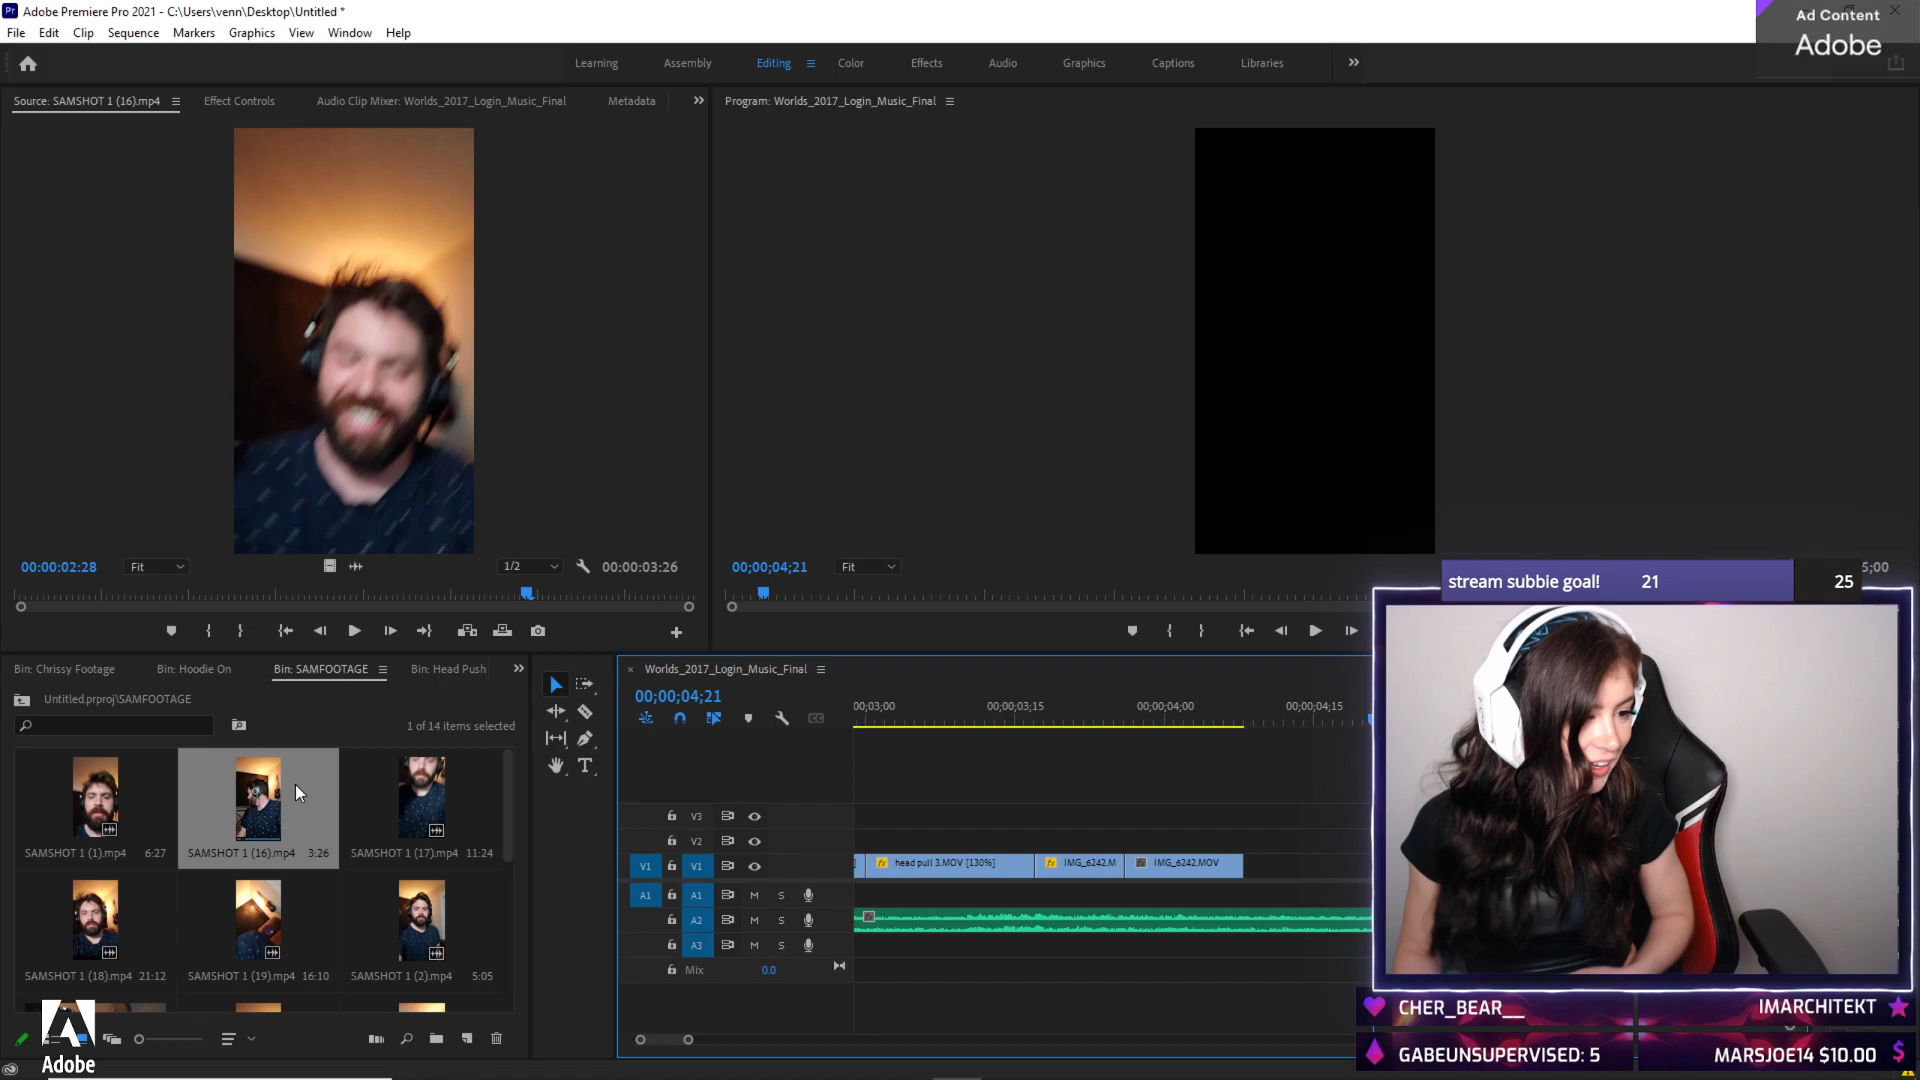 Adobe Premiere Pro 2021 - C:\Users\venn\Desktop\Untitled *
File Edit Clip Sequence Markers Graphics View Window Help
Ad Content
Adobe
Learning Assembly Editing Color Effects Audio Graphics Captions Libraries
Source: SAMSHOT 1 (16).mp4 Effect Controls Audio Clip Mixer: Worlds_2017_Login_Music_Final Metadata
Program: Worlds_2017_Login_Music_Final
00:00:02:28 Fit 1/2 00:00:03:26
00;00;04;21 Fit 5;00
stream subbie goal! 21 25
Bin: Chrissy Footage Bin: Hoodie On Bin: SAMFOOTAGE Bin: Head Push
Untitled.prproj\SAMFOOTAGE
1 of 14 items selected
SAMSHOT 1 (1).mp4 6:27
SAMSHOT 1 (16).mp4 3:26
SAMSHOT 1 (17).mp4 11:24
SAMSHOT 1 (18).mp4 21:12
SAMSHOT 1 (19).mp4 16:10
SAMSHOT 1 (2).mp4 5:05
Worlds_2017_Login_Music_Final
00;00;04;21
00;03;00 00;00;03;15 00;00;04;00 00;00;04;15
V3
V2
V1 V1 fx head pull 3.MOV [130%] fx IMG_6242.M IMG_6242.MOV
A1 A1 M S
A2 M S
A3 M S
Mix 0.0
Adobe
CHER_BEAR__ IMARCHITEKT
GABEUNSUPERVISED: 5 MARSJOE14 $10.00 $